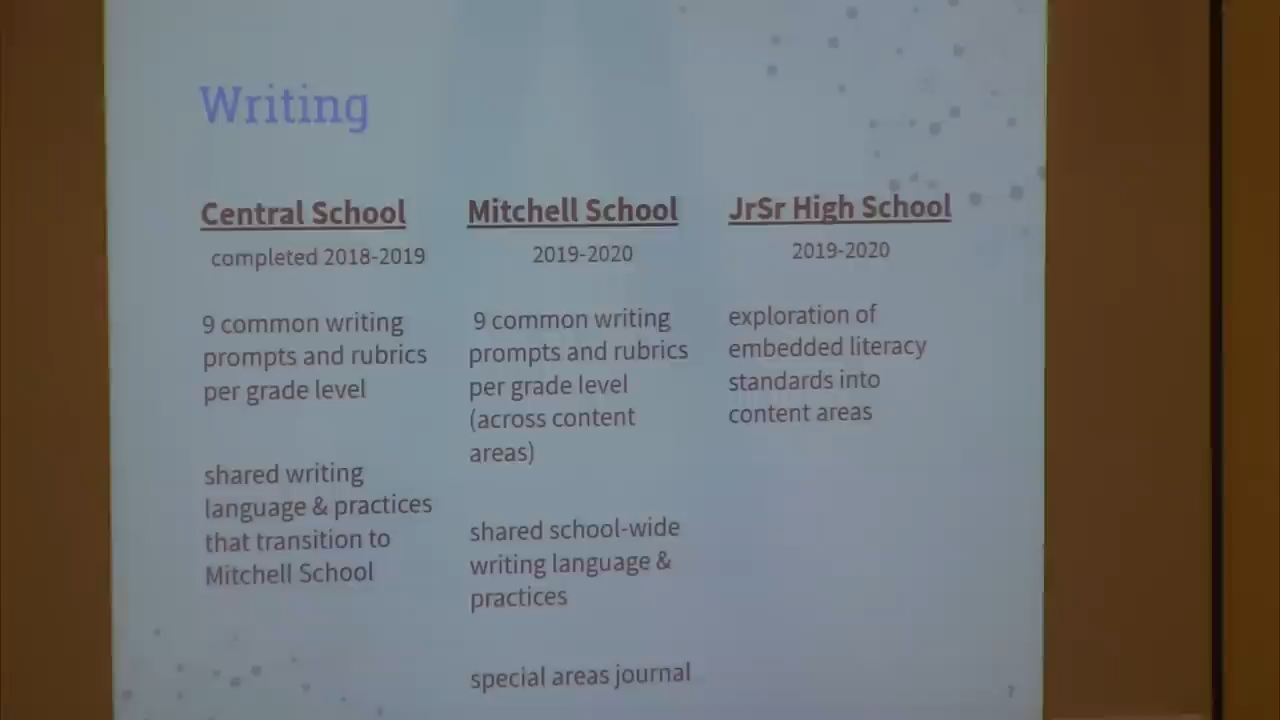 Writing
Central School
completed 2018-2019
9 common writing
prompts and rubrics
per grade level
shared writing
language & practices
that transition to
Mitchell School
Mitchell School
2019-2020
9 common writing
prompts and rubrics
per grade level
(across content
areas)
shared school-wide
writing language &
practices
special areas journal
JrSr High School
2019-2020
exploration of
embedded literacy
standards into
content areas
7